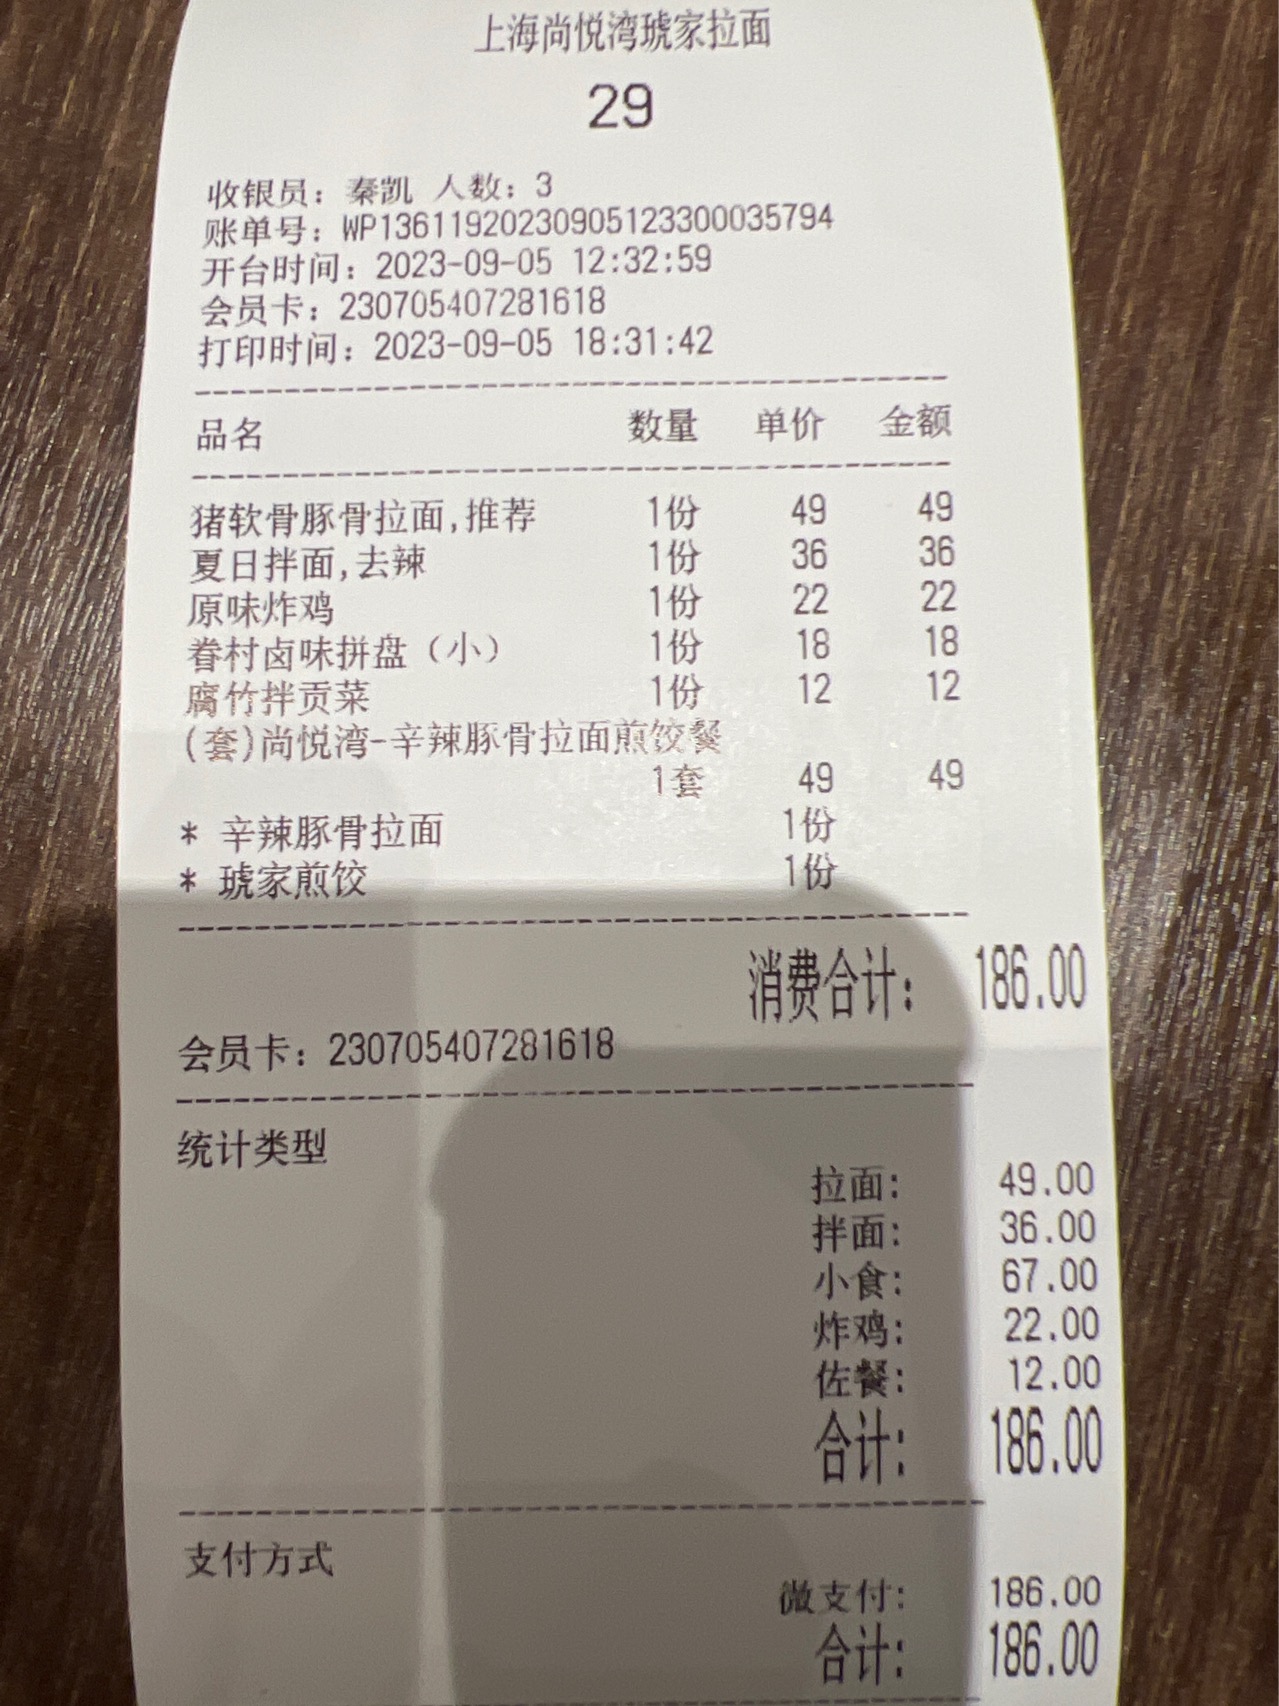 上海尚悦湾琥家拉面
29
收银员：秦凯 人数：3
账单号：WP13611920230905123300035794
开台时间：2023-09-05 12:32:59
会员卡：230705407281618
打印时间：2023-09-05 18:31:42
品名 数量 单价 金额
猪软骨豚骨拉面,推荐 1份 49 49
夏日拌面,去辣 1份 36 36
原味炸鸡 1份 22 22
眷村卤味拼盘（小） 1份 18 18
腐竹拌贡菜 1份 12 12
(套)尚悦湾-辛辣豚骨拉面煎饺餐
1套 49 49
* 辛辣豚骨拉面 1份
* 琥家煎饺 1份
消费合计： 186.00
会员卡：230705407281618
统计类型
拉面： 49.00
拌面： 36.00
小食： 67.00
炸鸡： 22.00
佐餐： 12.00
合计： 186.00
支付方式
微支付： 186.00
合计： 186.00